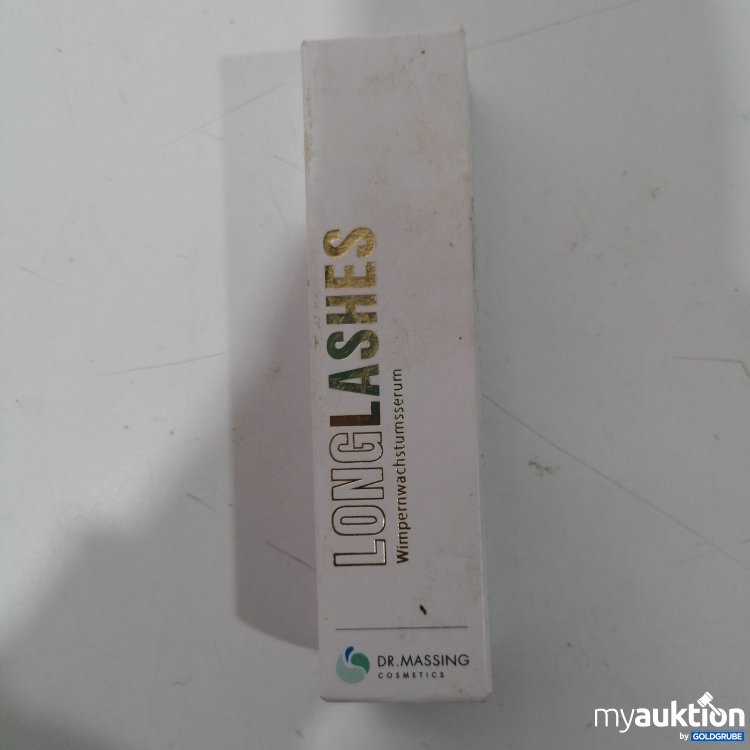 LONGLASHES
Wimpernwachstumsserum
DR.MASSING
COSMETICS
myauktion
by GOLDGRUBE